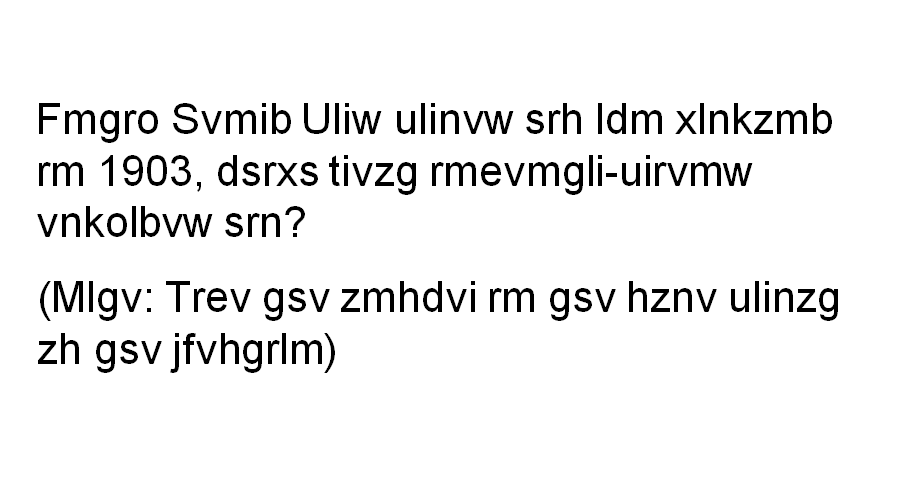 Fmgro Svmib Uliw ulinvw srh ldm xlnkzmb
rm 1903, dsrxs tivzg rmevmgli-uirvmw
vnkolbvw srn?
(Mlgv: Trev gsv zmhdvi rm gsv hznv ulinzg
zh gsv jfvhgrlm)